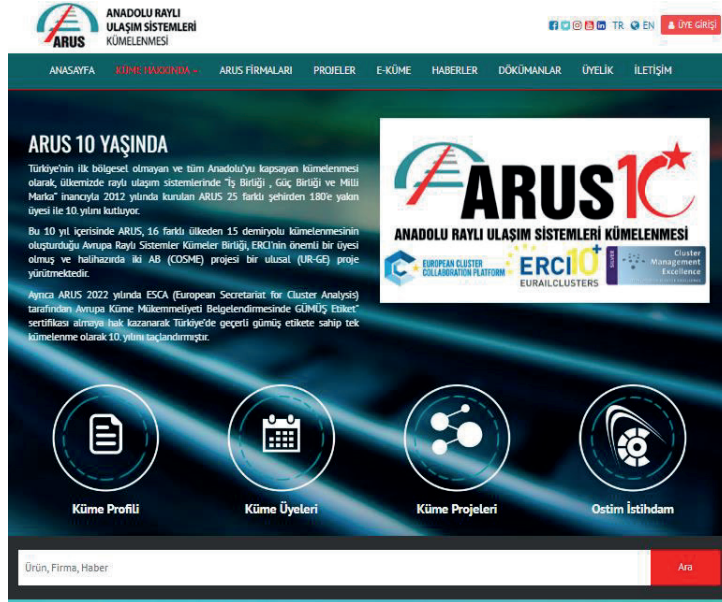 ANADOLU RAYLI
ULAŞIM SİSTEMLERİ
KÜMELENMESİ
ARUS
TR EN ÜYE GİRİŞİ
ANASAYFA KÜME HAKKINDA ARUS FİRMALARI PROJELER E-KÜME HABERLER DÖKÜMANLAR ÜYELİK İLETİŞİM
ARUS 10 YAŞINDA
Türkiye'nin ilk bölgesel olmayan ve tüm Anadolu'yu kapsayan kümelenmesi
olarak, ülkemizde raylı ulaşım sistemlerinde "İş Birliği , Güç Birliği ve Milli
Marka" inancıyla 2012 yılında kurulan ARUS 25 farklı şehirden 180'e yakın
üyesi ile 10.yılını kutluyor.
Bu 10 yıl içerisinde ARUS, 16 farklı ülkeden 15 demiryolu kümelenmesinin
oluşturduğu Avrupa Raylı Sistemler Kümeler Birliği, ERCI'nin önemli bir üyesi
olmuş ve halihazırda iki AB (COSME) projesi bir ulusal (UR-GE) proje
yürütmektedir.
Ayrıca ARUS 2022 yılında ESCA (European Secretariat for Cluster Analysis)
tarafından Avrupa Küme Mükemmeliyeti Belgelendirmesinde GÜMÜŞ Etiket"
sertifikası almaya hak kazanarak Türkiye'de geçerli gümüş etikete sahip tek
kümelenme olarak 10. yılını taçlandırmıştır.
ARUS 10
ANADOLU RAYLI ULAŞIM SİSTEMLERİ KÜMELENMESİ
EUROPEAN CLUSTER
COLLABORATION PLATFORM
ERCI 10+
EURAILCLUSTERS
SILVER
Cluster
Management
Excellence
Küme Profili
Küme Üyeleri
Küme Projeleri
Ostim İstihdam
Ürün, Firma, Haber
Ara